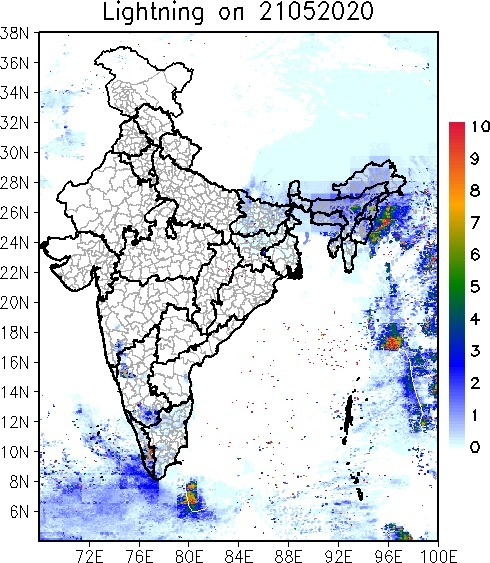 Lightning on 21052020
38N
36N
34N
32N
30N
28N
26N
24N
22N
20N
18N
16N
14N
12N
10N
8N
6N
72E 76E 80E 84E 88E 92E 96E 100E
10
9
8
7
6
5
4
3
2
1
0